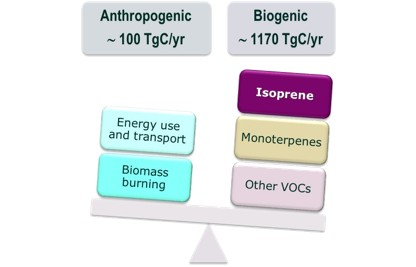 Anthropogenic
~ 100 TgC/yr
Biogenic
~ 1170 TgC/yr
Isoprene
Energy use
and transport
Monoterpenes
Biomass
burning
Other VOCs